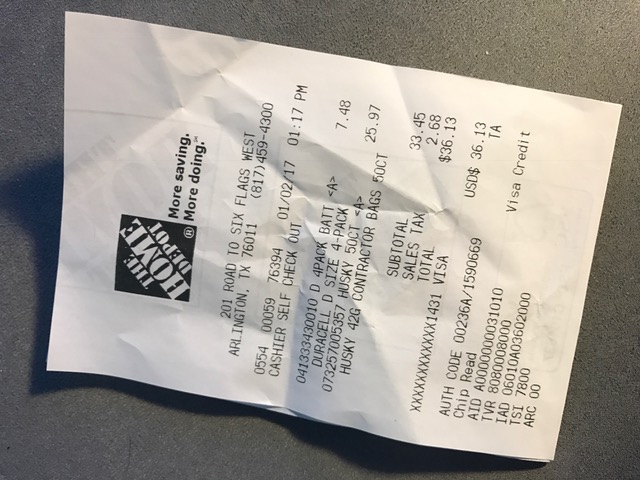 THE
HOME
DEPOT
®
More saving.
More doing.℠
201 ROAD TO SIX FLAGS WEST
ARLINGTON, TX 76011 (817)459-4300
0554 00059 76394 01/02/17 01:17 PM
CASHIER SELF CHECK OUT
041333430010 D 4PACK BATT <A> 7.48
DURACELL D SIZE 4-PACK
073257005357 HUSKY 50CT <A> 25.97
HUSKY 42G CONTRACTOR BAGS 50CT
SUBTOTAL 33.45
SALES TAX 2.68
TOTAL $36.13
XXXXXXXXXXXX1431 VISA
USD$ 36.13
AUTH CODE 00236A/1590669 TA
Chip Read Visa Credit
AID A0000000031010
TVR 8080008000
IAD 06010A03602000
TSI 7800
ARC 00